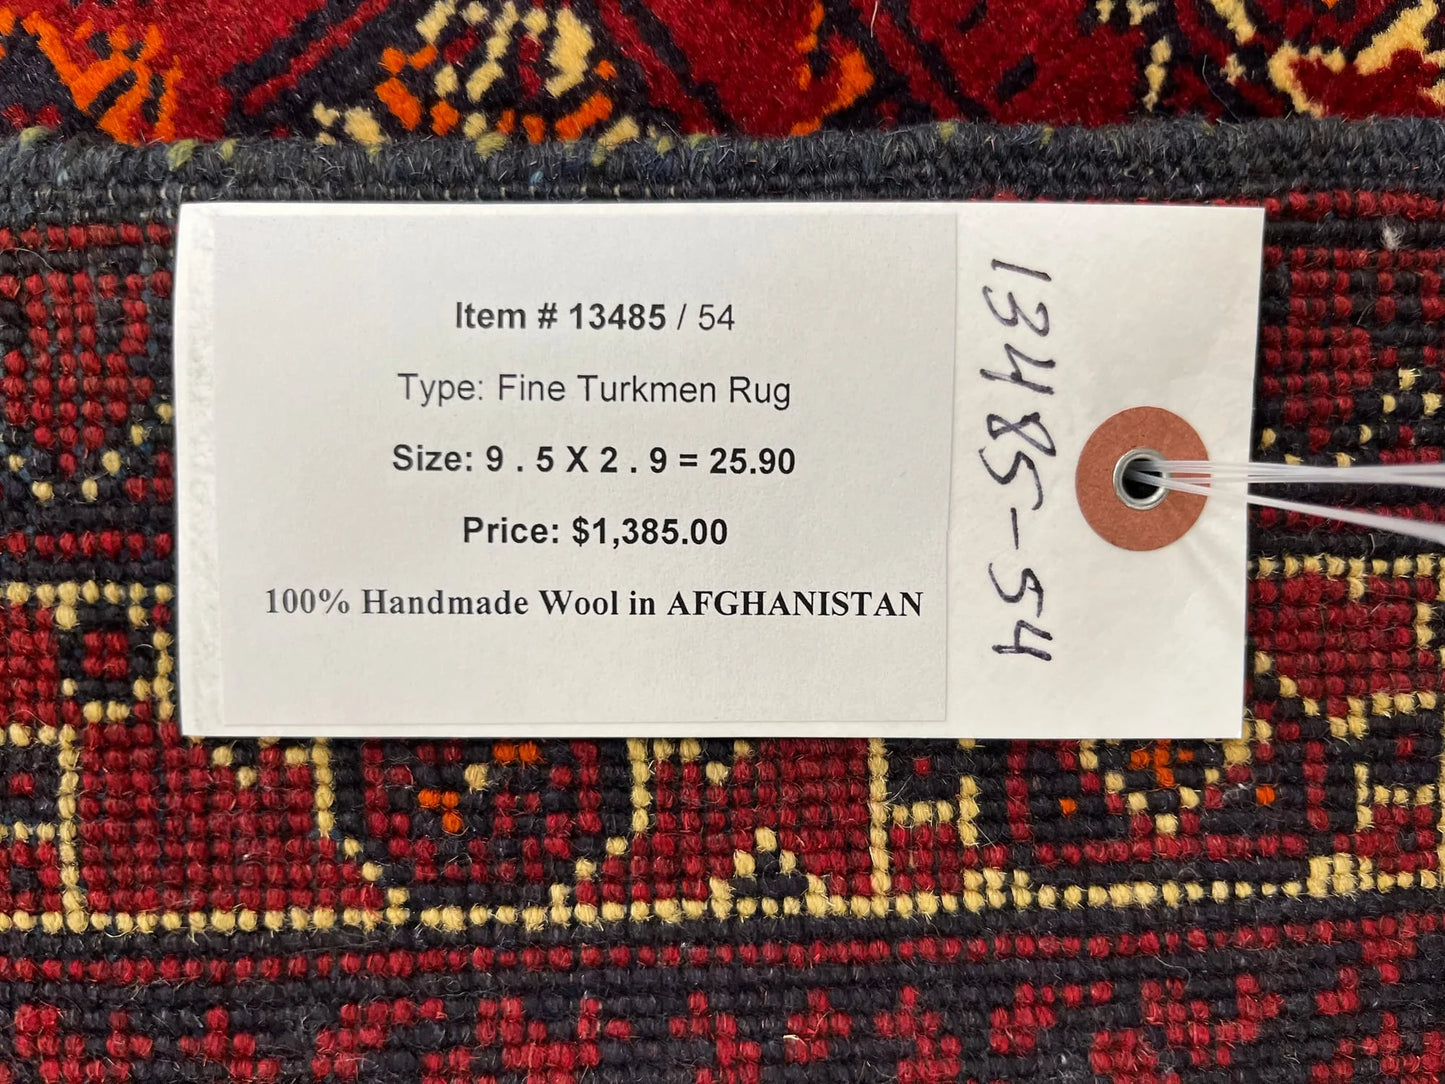 Item # 13485 / 54
Type: Fine Turkmen Rug
Size: 9 . 5 X 2 . 9 = 25.90
Price: $1,385.00
100% Handmade Wool in AFGHANISTAN
13485-54